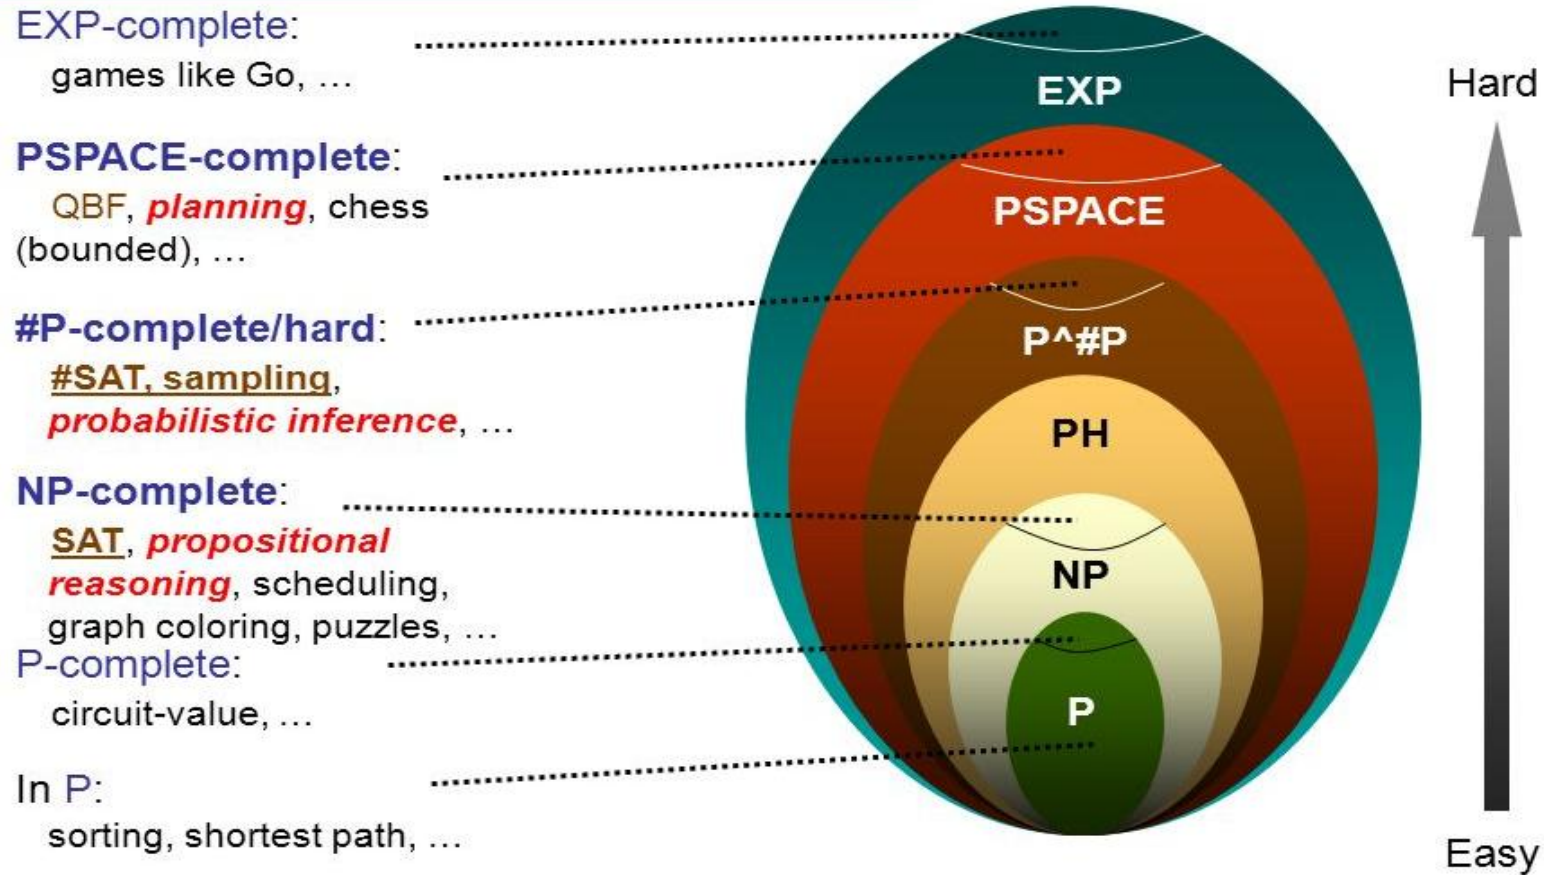 EXP-complete:
games like Go, …
PSPACE-complete:
QBF, planning, chess
(bounded), …
#P-complete/hard:
#SAT, sampling,
probabilistic inference, …
NP-complete:
SAT, propositional
reasoning, scheduling,
graph coloring, puzzles, …
P-complete:
circuit-value, …
In P:
sorting, shortest path, …
EXP
PSPACE
P^#P
PH
NP
P
Hard
Easy